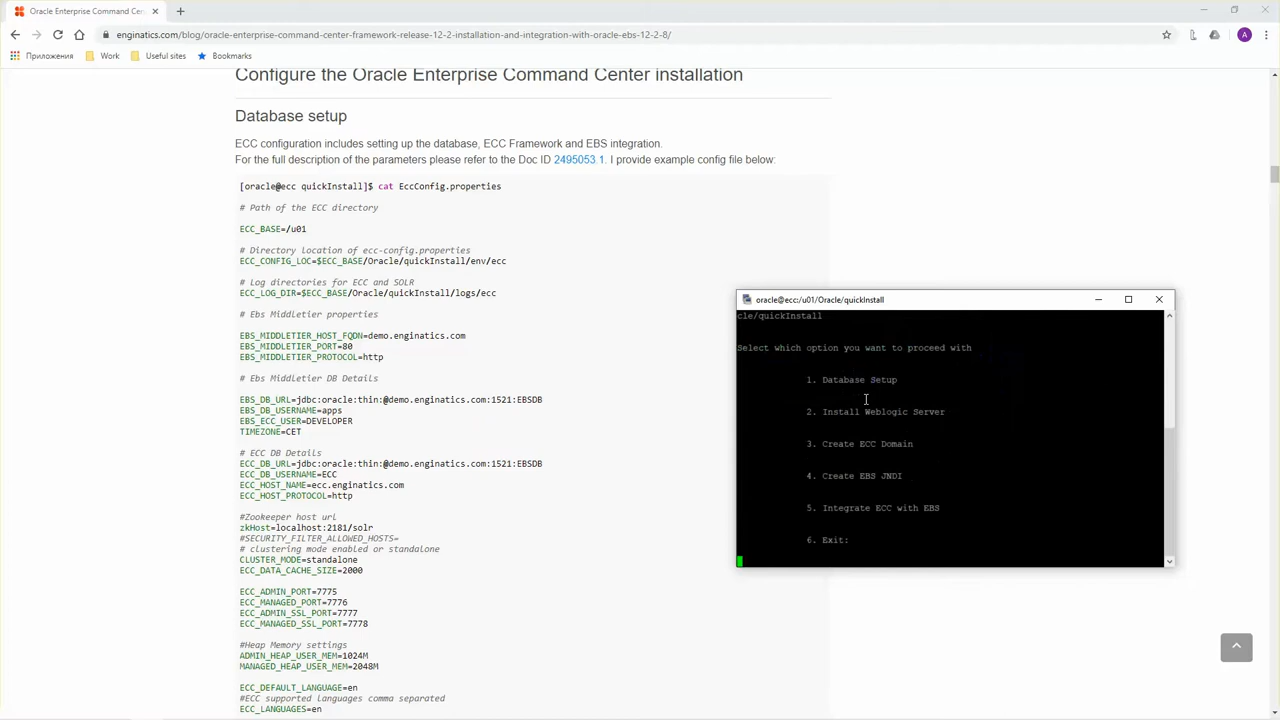 Oracle Enterprise Command Cent
enginatics.com/blog/oracle-enterprise-command-center-framework-release-12-2-installation-and-integration-with-oracle-ebs-12-2-8/
A
Приложения
Work
Useful sites
Bookmarks
Configure the Oracle Enterprise Command Center installation
Database setup
ECC configuration includes setting up the database, ECC Framework and EBS integration.
For the full description of the parameters please refer to the Doc ID 2495053.1. I provide example config file below:
[oracle@ecc quickInstall]$ cat EccConfig.properties
# Path of the ECC directory
ECC_BASE=/u01
# Directory location of ecc-config.properties
ECC_CONFIG_LOC=$ECC_BASE/Oracle/quickInstall/env/ecc
# Log directories for ECC and SOLR
ECC_LOG_DIR=$ECC_BASE/Oracle/quickInstall/logs/ecc
# Ebs Middletier properties
EBS_MIDDLETIER_HOST_FQDN=demo.enginatics.com
EBS_MIDDLETIER_PORT=80
EBS_MIDDLETIER_PROTOCOL=http
# Ebs Middletier DB Details
EBS_DB_URL=jdbc:oracle:thin:@demo.enginatics.com:1521:EBSDB
EBS_DB_USERNAME=apps
EBS_ECC_USER=DEVELOPER
TIMEZONE=CET
# ECC DB Details
ECC_DB_URL=jdbc:oracle:thin:@demo.enginatics.com:1521:EBSDB
ECC_DB_USERNAME=ECC
ECC_HOST_NAME=ecc.enginatics.com
ECC_HOST_PROTOCOL=http
#Zookeeper host url
zkHost=localhost:2181/solr
#SECURITY_FILTER_ALLOWED_HOSTS=
# clustering mode enabled or standalone
CLUSTER_MODE=standalone
ECC_DATA_CACHE_SIZE=2000
ECC_ADMIN_PORT=7775
ECC_MANAGED_PORT=7776
ECC_ADMIN_SSL_PORT=7777
ECC_MANAGED_SSL_PORT=7778
#Heap Memory settings
ADMIN_HEAP_USER_MEM=1024M
MANAGED_HEAP_USER_MEM=2048M
ECC_DEFAULT_LANGUAGE=en
#ECC supported languages comma separated
ECC_LANGUAGES=en
oracle@ecc:/u01/Oracle/quickInstall
cle/quickInstall
Select which option you want to proceed with
1. Database Setup
2. Install Weblogic Server
3. Create ECC Domain
4. Create EBS JNDI
5. Integrate ECC with EBS
6. Exit: